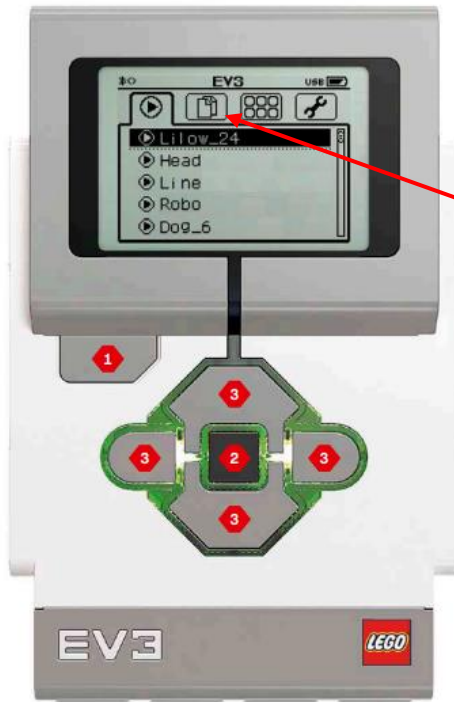 EV3 USB
Lilow_24
Head
Line
Robo
Dog_6
1
3
3 2 3
3
EV3 LEGO